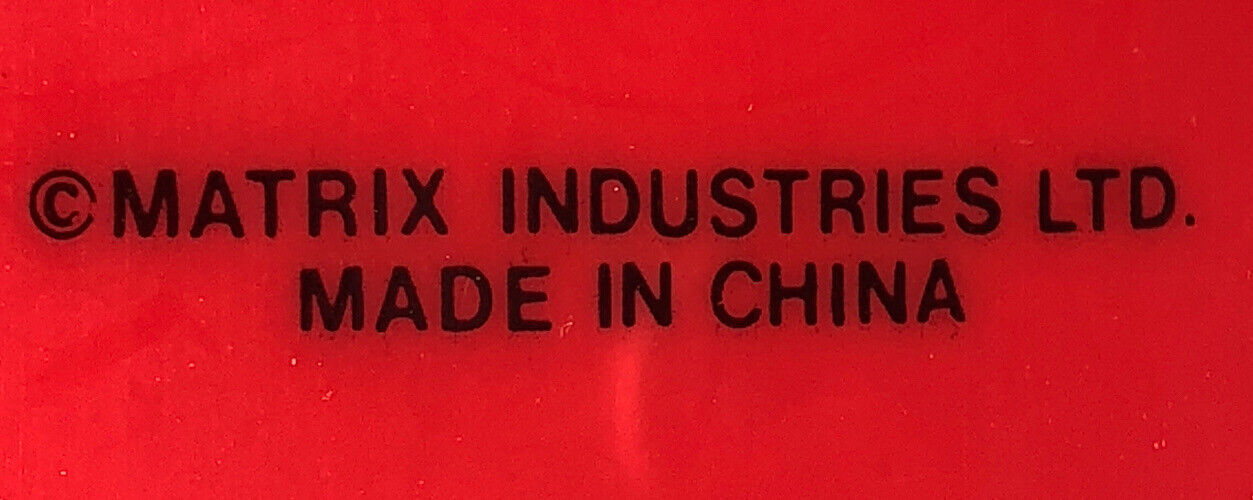 ©MATRIX INDUSTRIES LTD.
MADE IN CHINA